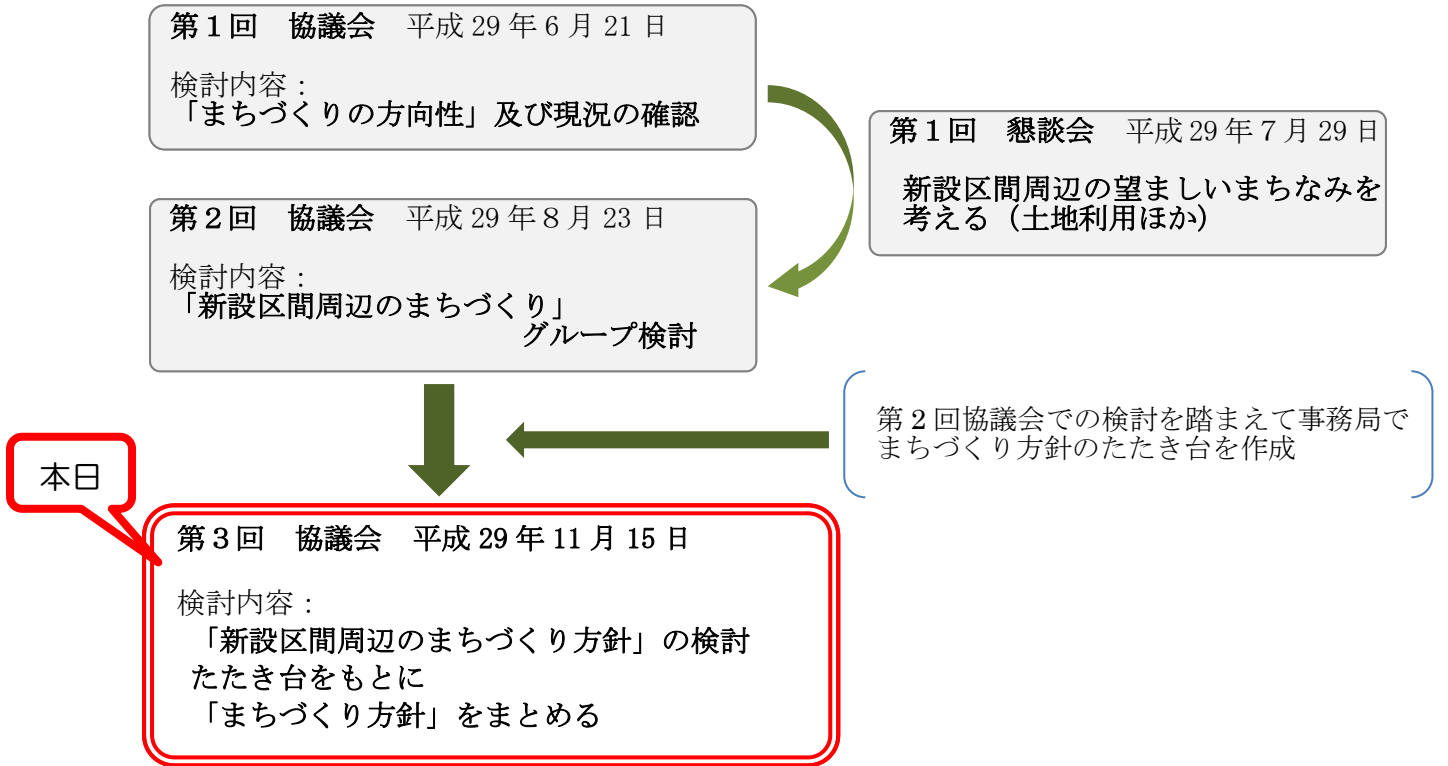 第１回　協議会　平成 29 年 6 月 21 日
検討内容：
「まちづくりの方向性」及び現況の確認
第１回　懇談会　平成 29 年 7 月 29 日
新設区間周辺の望ましいまちなみを
考える（土地利用ほか）
第２回　協議会　平成 29 年８月 23 日
検討内容：
「新設区間周辺のまちづくり」
グループ検討
第２回協議会での検討を踏まえて事務局で
まちづくり方針のたたき台を作成
本日
第３回　協議会　平成 29 年 11 月 15 日
検討内容：
「新設区間周辺のまちづくり方針」の検討
たたき台をもとに
「まちづくり方針」をまとめる